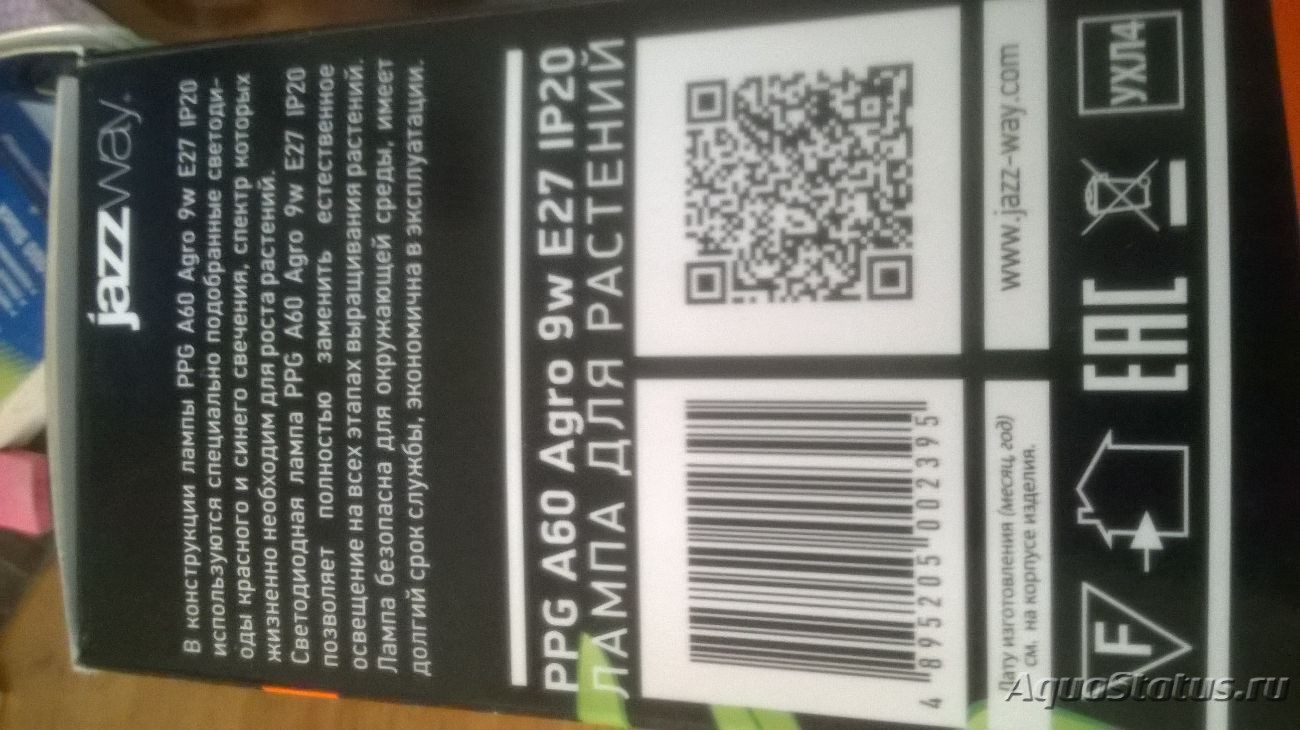 jazzway
В конструкции лампы PPG A60 Agro 9w E27 IP20
используются специально подобранные светоди-
оды красного и синего свечения, спектр которых
жизненно необходим для роста растений.
Светодиодная лампа PPG A60 Agro 9w E27 IP20
позволяет полностью заменить естественное
освещение на всех этапах выращивания растений.
Лампа безопасна для окружающей среды, имеет
долгий срок службы, экономична в эксплуатации.
PPG A60 Agro 9w E27 IP20
ЛАМПА ДЛЯ РАСТЕНИЙ
4 895205 002395
Дату изготовления (месяц, год)
см. на корпусе изделия.
www.jazz-way.com
F
EAC
УХЛ4
AquaStatus.ru